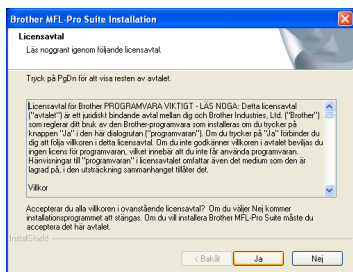 Brother MFL-Pro Suite Installation
Licensavtal
Läs noggrant igenom följande licensavtal.
Tryck på PgDn för att visa resten av avtalet.
Licensavtal för Brother PROGRAMVARA VIKTIGT - LÄS NOGA: Detta licensavtal
("avtalet") är ett juridiskt bindande avtal mellan dig och Brother Industries, Ltd. ("Brother")
som reglerar ditt bruk av den Brother-programvara som installeras om du trycker på
knappen "Ja" i den här dialogrutan ("programvaran"). Om du trycker på "Ja" förbinder du
dig att följa villkoren i detta licensavtal. Om du inte godkänner villkoren i avtalet beviljas du
ingen licens för programvaran, vilket innebär att du inte får använda programvaran.
Hänvisningar till "programvaran" i licensavtalet omfattar även det medium som den är
lagrad på, i den utsträckning sammanhanget tillåter det.
Villkor
Accepterar du alla villkoren i ovanstående licensavtal? Om du väljer Nej kommer
installationsprogrammet att stängas. Om du vill installera Brother MFL-Pro Suite måste du
acceptera det här avtalet.
InstallShield
< Bakåt
Ja
Nej